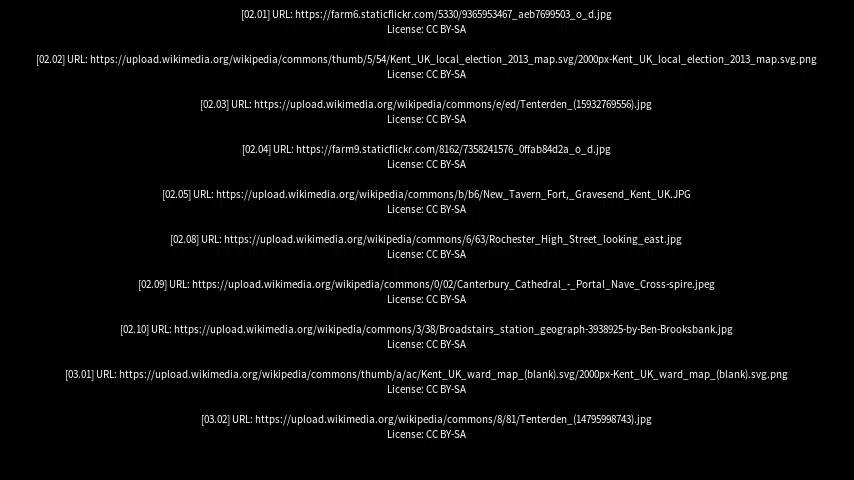 [02.01] URL: https://farm6.staticflickr.com/5330/9365953467_aeb7699503_o_d.jpg
License: CC BY-SA
[02.02] URL: https://upload.wikimedia.org/wikipedia/commons/thumb/5/54/Kent_UK_local_election_2013_map.svg/2000px-Kent_UK_local_election_2013_map.svg.png
License: CC BY-SA
[02.03] URL: https://upload.wikimedia.org/wikipedia/commons/e/ed/Tenterden_(15932769556).jpg
License: CC BY-SA
[02.04] URL: https://farm9.staticflickr.com/8162/7358241576_0ffab84d2a_o_d.jpg
License: CC BY-SA
[02.05] URL: https://upload.wikimedia.org/wikipedia/commons/b/b6/New_Tavern_Fort,_Gravesend_Kent_UK.JPG
License: CC BY-SA
[02.08] URL: https://upload.wikimedia.org/wikipedia/commons/6/63/Rochester_High_Street_looking_east.jpg
License: CC BY-SA
[02.09] URL: https://upload.wikimedia.org/wikipedia/commons/0/02/Canterbury_Cathedral_-_Portal_Nave_Cross-spire.jpeg
License: CC BY-SA
[02.10] URL: https://upload.wikimedia.org/wikipedia/commons/3/38/Broadstairs_station_geograph-3938925-by-Ben-Brooksbank.jpg
License: CC BY-SA
[03.01] URL: https://upload.wikimedia.org/wikipedia/commons/thumb/a/ac/Kent_UK_ward_map_(blank).svg/2000px-Kent_UK_ward_map_(blank).svg.png
License: CC BY-SA
[03.02] URL: https://upload.wikimedia.org/wikipedia/commons/8/81/Tenterden_(14795998743).jpg
License: CC BY-SA